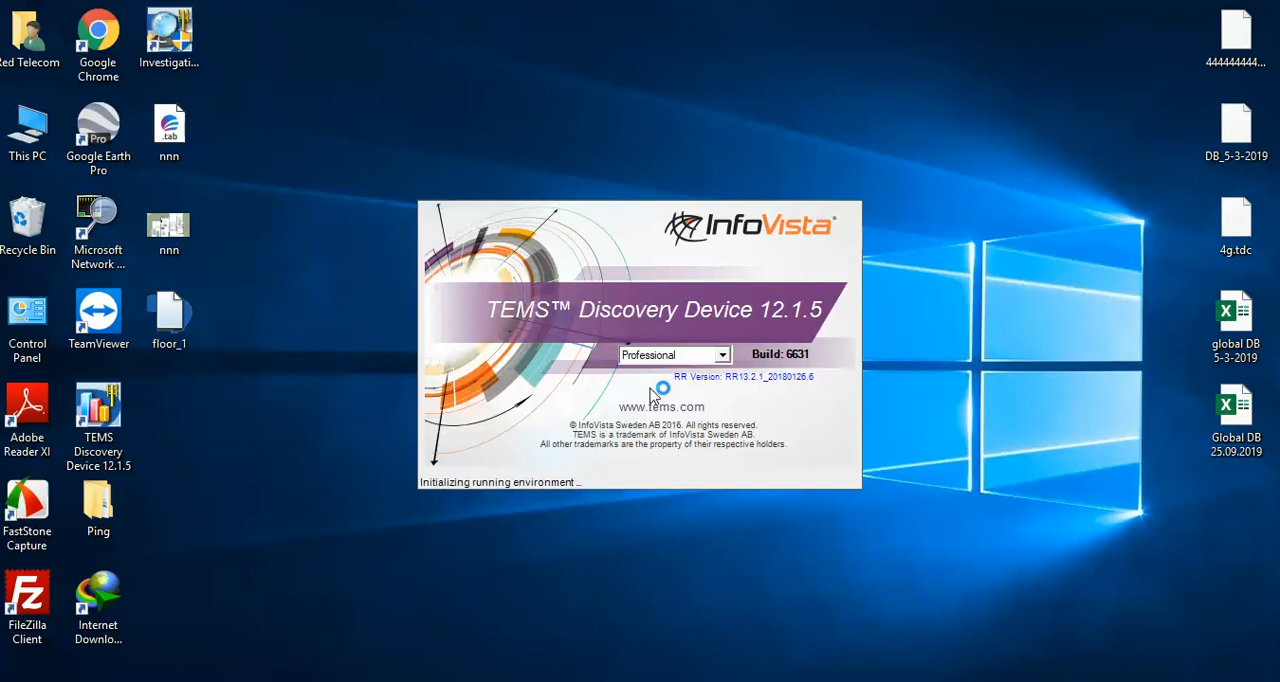 Red Telecom
Google
Chrome
Investigati...
This PC
Pro
Google Earth
Pro
.tab
nnn
Recycle Bin
Microsoft
Network ...
nnn
Control
Panel
TeamViewer
floor_1
Adobe
Reader XI
TEMS
Discovery
Device 12.1.5
FastStone
Capture
Ping
FileZilla
Client
Internet
Downlo...
InfoVista®
TEMS™ Discovery Device 12.1.5
Professional
Build: 6631
RR Version: RR13.2.1_20180126.6
www.tems.com
© InfoVista Sweden AB 2016. All rights reserved.
TEMS is a trademark of InfoVista Sweden AB.
All other trademarks are the property of their respective holders.
Initializing running environment ...
444444444...
DB_5-3-2019
4g.tdc
global DB
5-3-2019
Global DB
25.09.2019